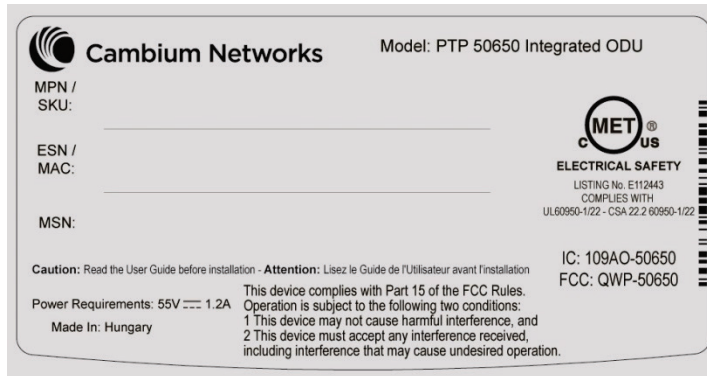 Cambium Networks
Model: PTP 50650 Integrated ODU
MPN /
SKU:
ESN /
MAC:
MSN:
MET ®
C US
ELECTRICAL SAFETY
LISTING No. E112443
COMPLIES WITH
UL60950-1/22 - CSA 22.2 60950-1/22
IC: 109AO-50650
FCC: QWP-50650
Caution: Read the User Guide before installation - Attention: Lisez le Guide de l'Utilisateur avant l'installation
Power Requirements: 55V ⎓ 1.2A
Made In: Hungary
This device complies with Part 15 of the FCC Rules.
Operation is subject to the following two conditions:
1 This device may not cause harmful interference, and
2 This device must accept any interference received,
including interference that may cause undesired operation.